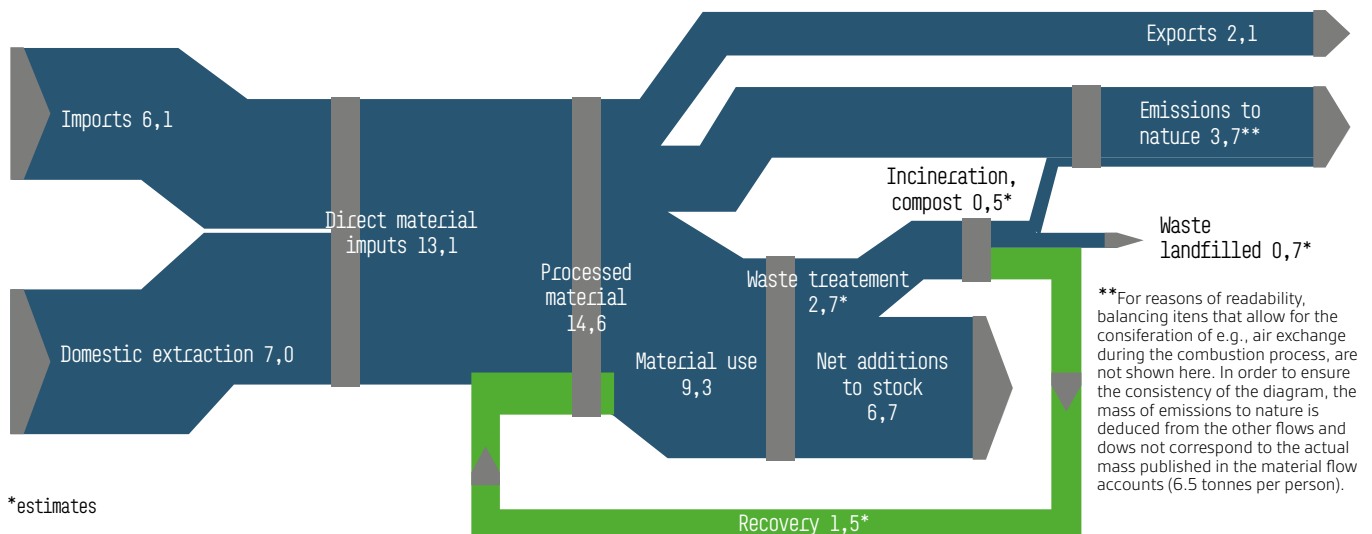 Exports 2,1
Imports 6,1
Emissions to
nature 3,7**
Incineration,
compost 0,5*
Waste
landfilled 0,7*
Direct material
imputs 13,1
Processed
material
14,6
Waste treatement
2,7*
Domestic extraction 7,0
Material use
9,3
Net additions
to stock
6,7
**For reasons of readability,
balancing itens that allow for the
consiferation of e.g., air exchange
during the combustion process, are
not shown here. In order to ensure
the consistency of the diagram, the
mass of emissions to nature is
deduced from the other flows and
dows not correspond to the actual
mass published in the material flow
accounts (6.5 tonnes per person).
*estimates
Recovery 1,5*